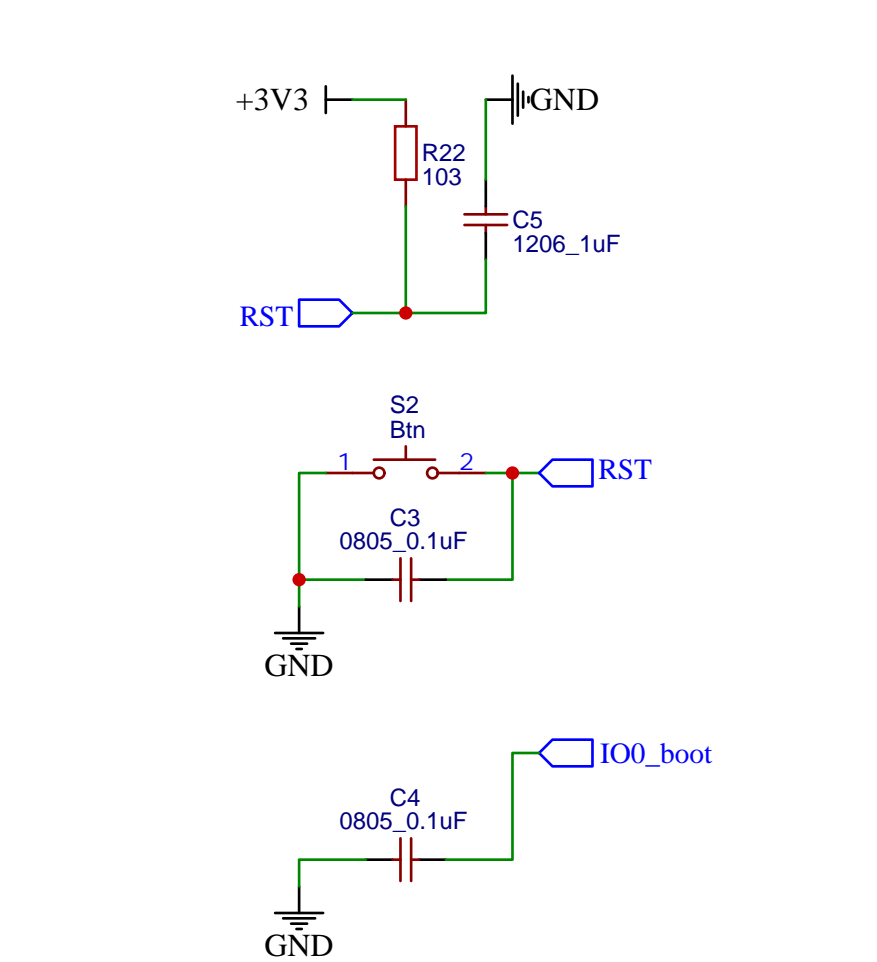 +3V3
GND
R22
103
C5
1206_1uF
RST
S2
Btn
1
2
RST
C3
0805_0.1uF
GND
IO0_boot
C4
0805_0.1uF
GND